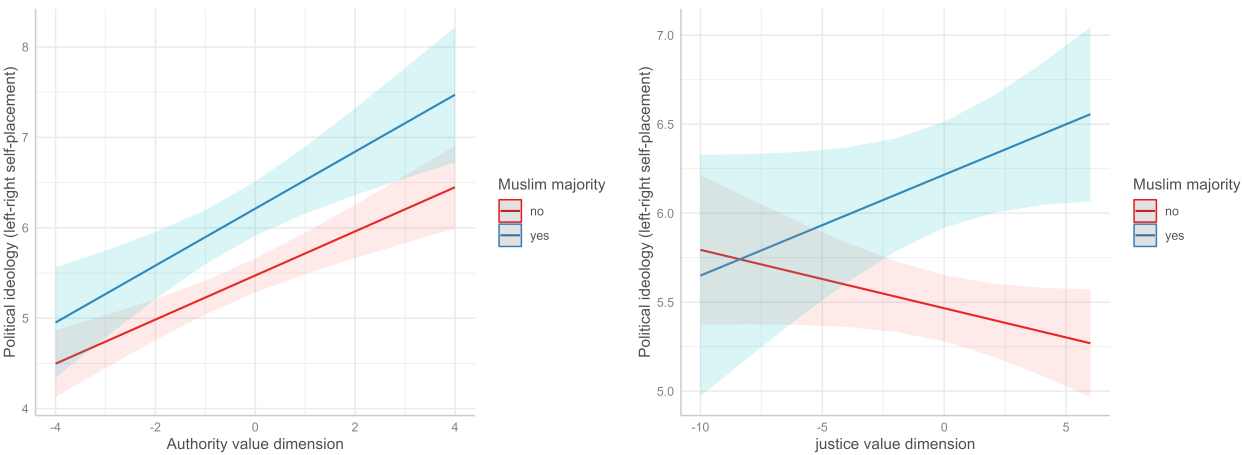 Political ideology (left-right self-placement)
8
7
6
5
4
-4
-2
0
2
4
Authority value dimension
Muslim majority
no
yes
Political ideology (left-right self-placement)
7.0
6.5
6.0
5.5
5.0
-10
-5
0
5
justice value dimension
Muslim majority
no
yes